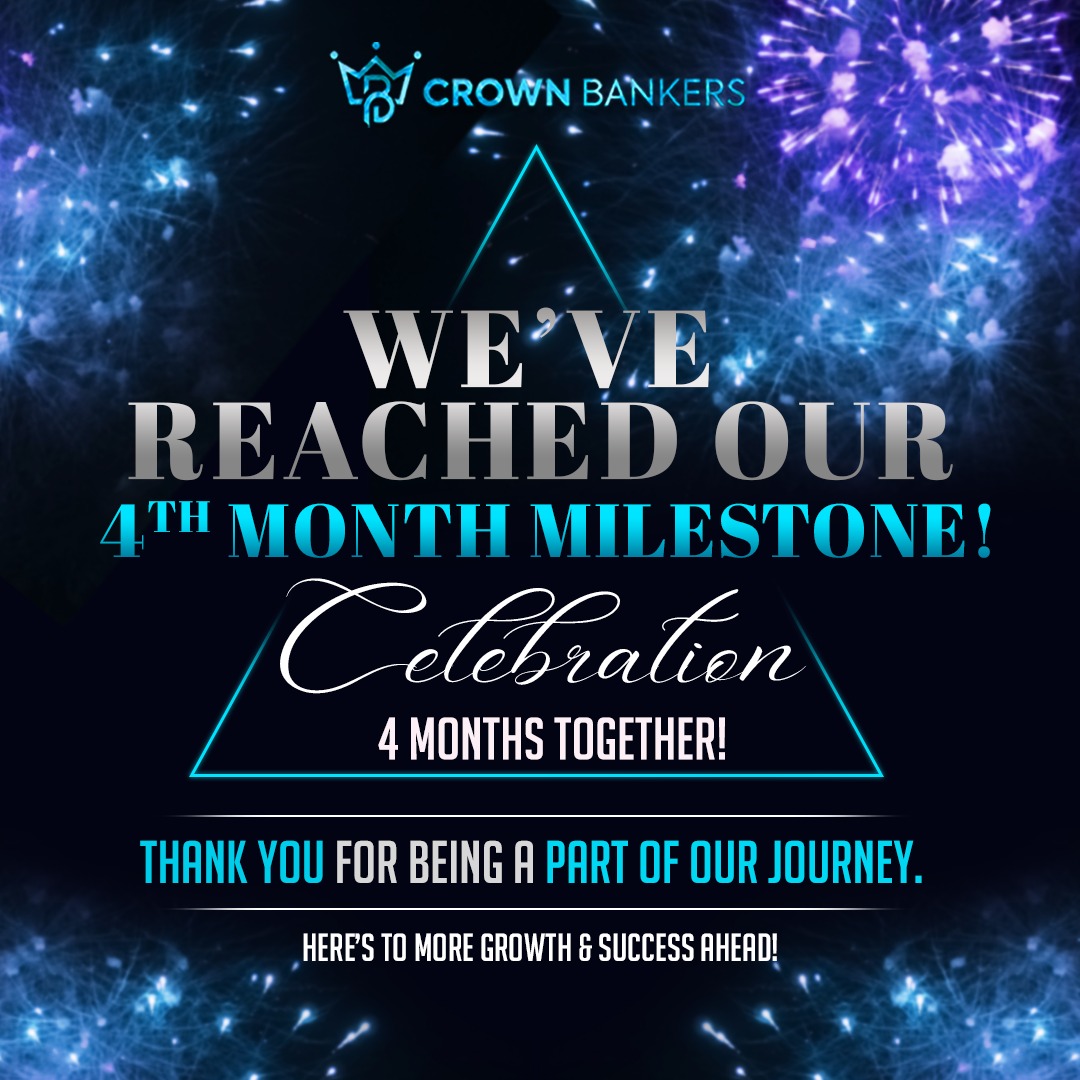 CROWN BANKERS
WE'VE
REACHED OUR
4TH MONTH MILESTONE!
Celebration
4 MONTHS TOGETHER!
THANK YOU FOR BEING A PART OF OUR JOURNEY.
HERE'S TO MORE GROWTH & SUCCESS AHEAD!